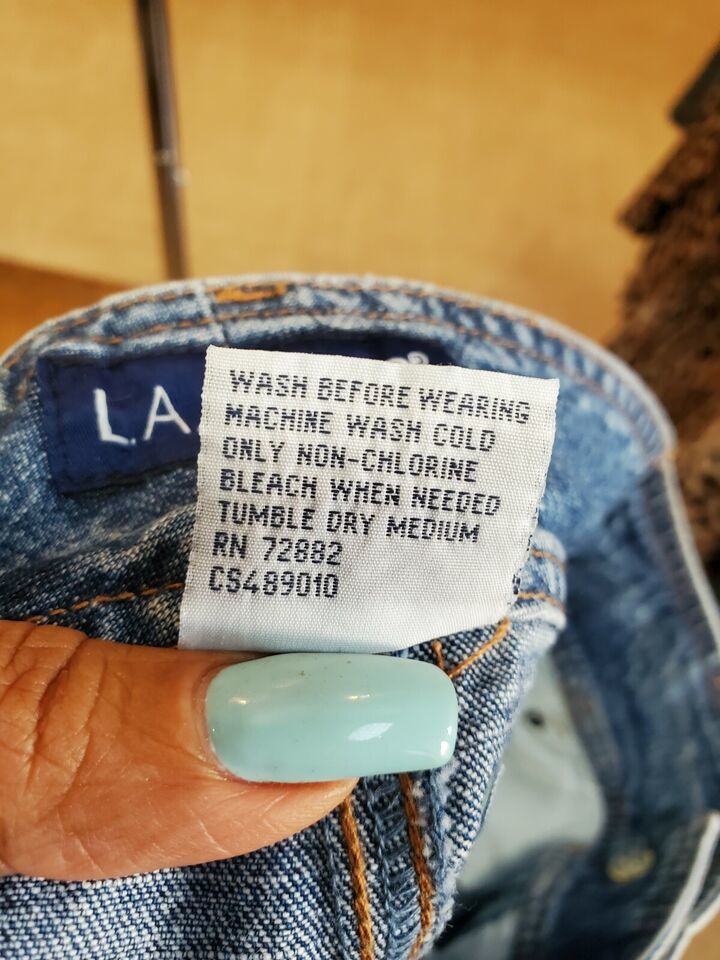 L.A.
WASH BEFORE WEARING
MACHINE WASH COLD
ONLY NON-CHLORINE
BLEACH WHEN NEEDED
TUMBLE DRY MEDIUM
RN 72882
CS489010